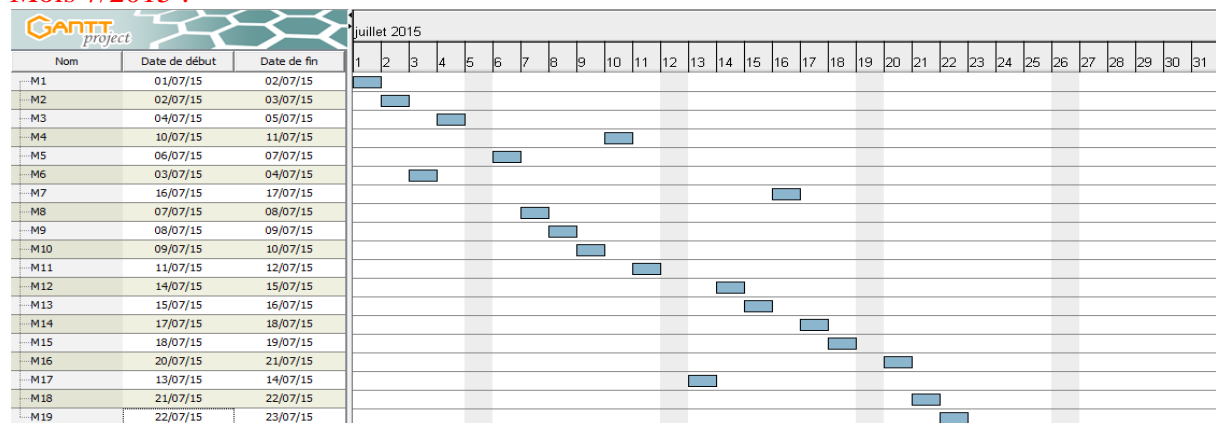 Mois 7/2015 :
GANTT
project
juillet 2015
Nom Date de début Date de fin 1 2 3 4 5 6 7 8 9 10 11 12 13 14 15 16 17 18 19 20 21 22 23 24 25 26 27 28 29 30 31
M1 01/07/15 02/07/15
M2 02/07/15 03/07/15
M3 04/07/15 05/07/15
M4 10/07/15 11/07/15
M5 06/07/15 07/07/15
M6 03/07/15 04/07/15
M7 16/07/15 17/07/15
M8 07/07/15 08/07/15
M9 08/07/15 09/07/15
M10 09/07/15 10/07/15
M11 11/07/15 12/07/15
M12 14/07/15 15/07/15
M13 15/07/15 16/07/15
M14 17/07/15 18/07/15
M15 18/07/15 19/07/15
M16 20/07/15 21/07/15
M17 13/07/15 14/07/15
M18 21/07/15 22/07/15
M19 22/07/15 23/07/15